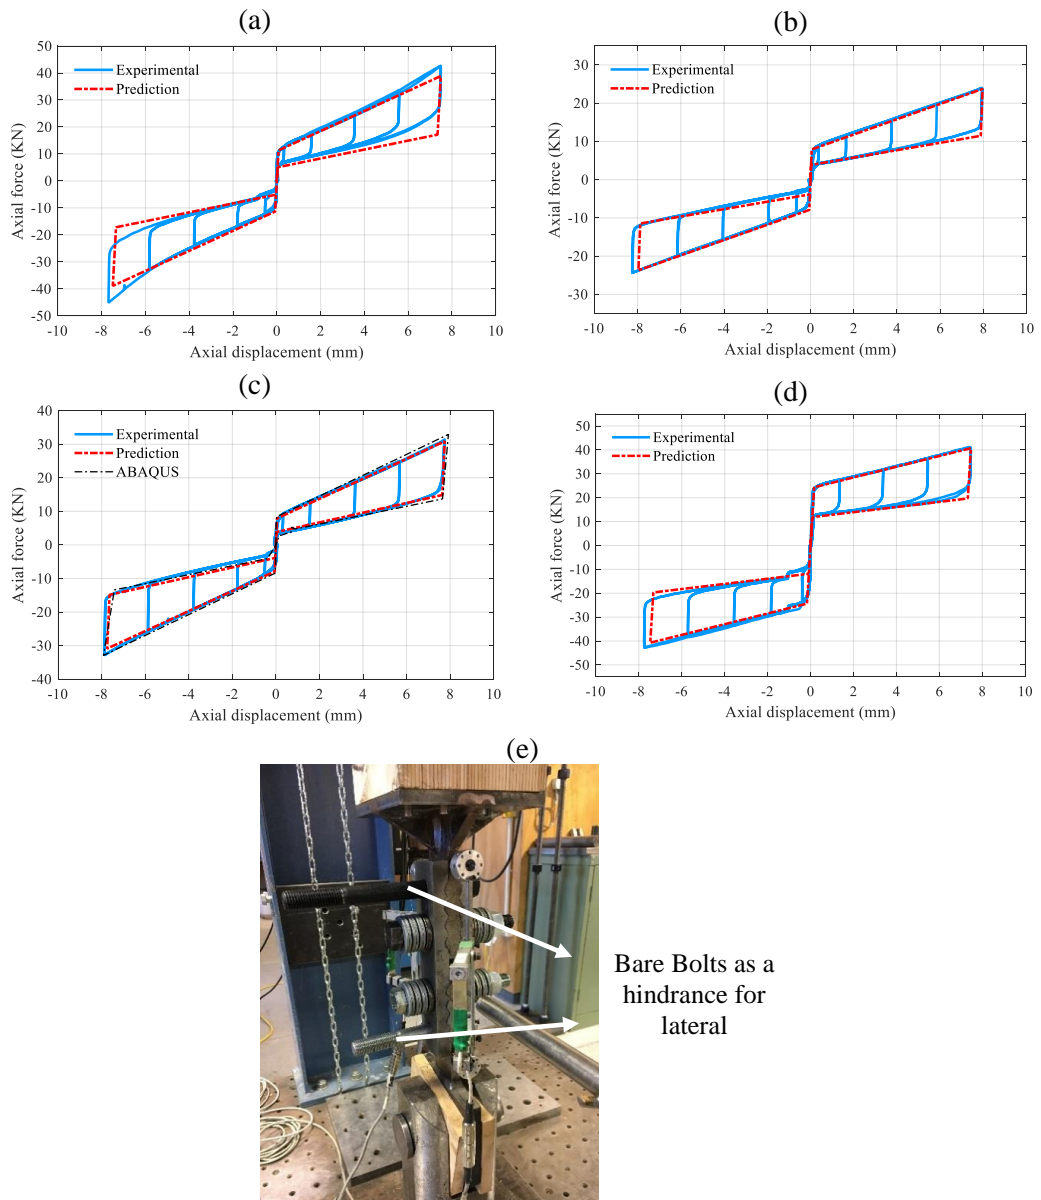 (a)
50
40
30
20
10
0
-10
-20
-30
-40
-50
-10 -8 -6 -4 -2 0 2 4 6 8 10
Axial force (KN)
Axial displacement (mm)
Experimental
Prediction
(b)
30
20
10
0
-10
-20
-30
-10 -8 -6 -4 -2 0 2 4 6 8 10
Axial force (KN)
Axial displacement (mm)
Experimental
Prediction
(c)
40
30
20
10
0
-10
-20
-30
-40
-10 -8 -6 -4 -2 0 2 4 6 8 10
Axial force (KN)
Axial displacement (mm)
Experimental
Prediction
ABAQUS
(d)
50
40
30
20
10
0
-10
-20
-30
-40
-50
-10 -8 -6 -4 -2 0 2 4 6 8 10
Axial force (KN)
Axial displacement (mm)
Experimental
Prediction
(e)
Bare Bolts as a
hindrance for
lateral